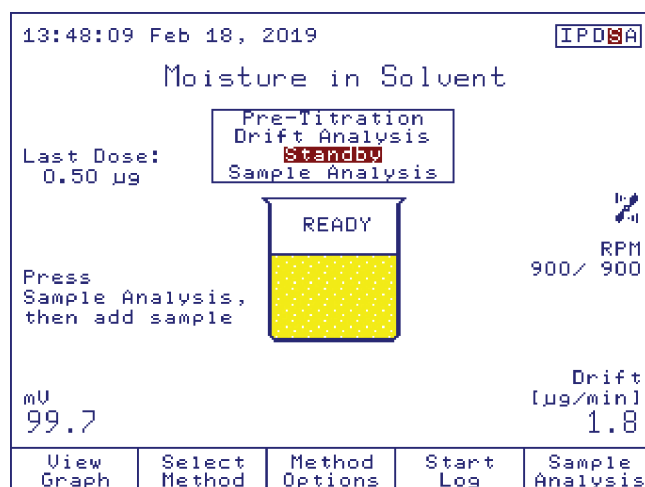 13:48:09 Feb 18, 2019
IPDSA
Moisture in Solvent
Pre-Titration
Drift Analysis
Standby
Sample Analysis
Last Dose:
0.50 µg
READY
RPM
900/ 900
Press
Sample Analysis,
then add sample
mV
99.7
Drift
[µg/min]
1.8
View Graph
Select Method
Method Options
Start Log
Sample Analysis